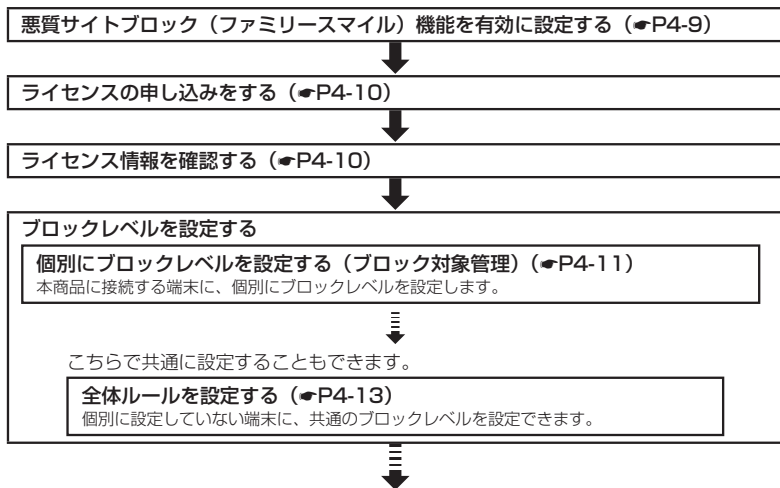 悪質サイトブロック（ファミリースマイル）機能を有効に設定する（☛P4-9）
ライセンスの申し込みをする（☛P4-10）
ライセンス情報を確認する（☛P4-10）
ブロックレベルを設定する
個別にブロックレベルを設定する（ブロック対象管理）（☛P4-11）
本商品に接続する端末に、個別にブロックレベルを設定します。
こちらで共通に設定することもできます。
全体ルールを設定する（☛P4-13）
個別に設定していない端末に、共通のブロックレベルを設定できます。